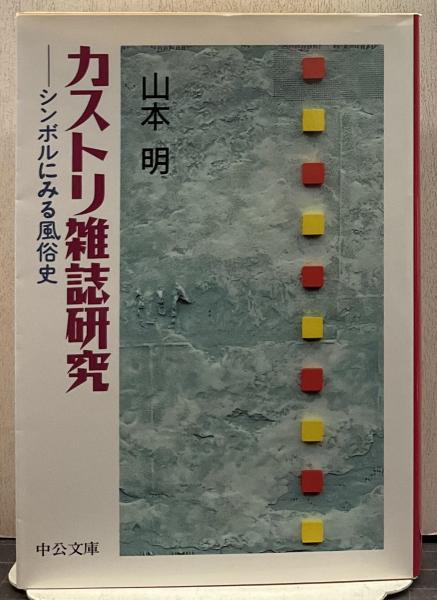 山本 明
カストリ雑誌研究
──シンボルにみる風俗史
中公文庫